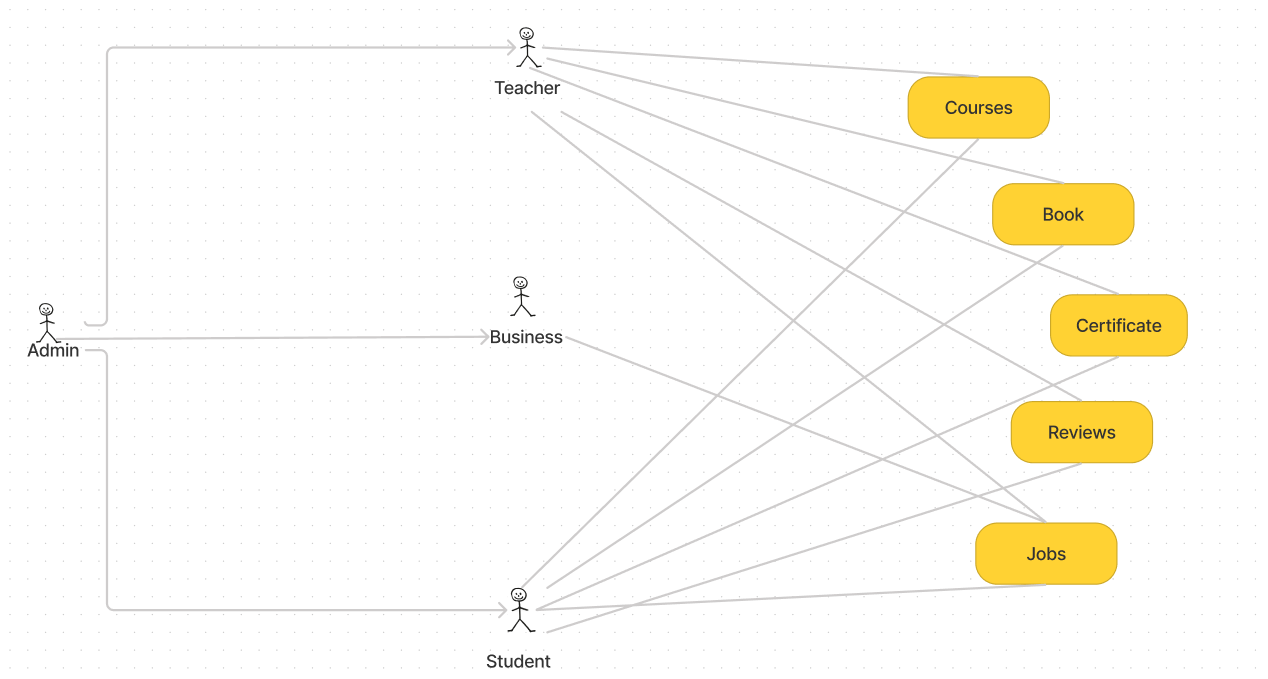 Teacher
Courses
Book
Business
Admin
Certificate
Reviews
Jobs
Student